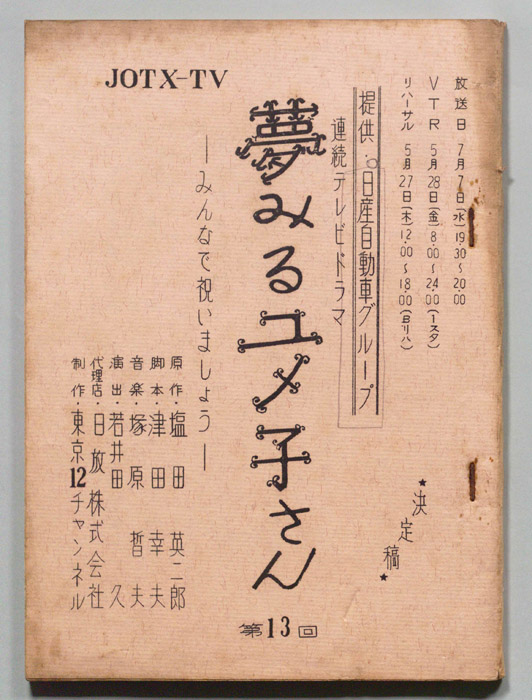 JOTX-TV
放送日 7月7日(水)19.30～20.00
VTR 5月28日(金)8.00～24.00(1スタ)
リハーサル 5月27日(木)12.00～18.00(Bリハ)
提供・日産自動車グループ
連続テレビドラマ
夢みるユメ子さん
―みんなで祝いましょう―
第13回
★決定稿★
原作・塩田 英二郎
脚本・津田 幸夫
音楽・塚原 晢夫
演出・若井田 久
代理店・日放株式会社
制作・東京12チャンネル